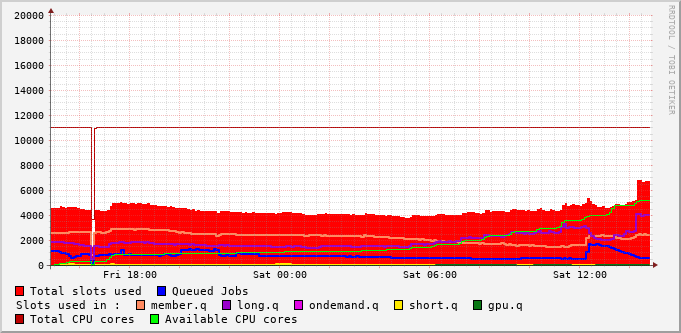 20000
18000
16000
14000
12000
10000
8000
6000
4000
2000
0
Fri 18:00 Sat 00:00 Sat 06:00 Sat 12:00
RRDTOOL / TOBI OETIKER
Total slots used Queued Jobs
Slots used in : member.q long.q ondemand.q short.q gpu.q
Total CPU cores Available CPU cores